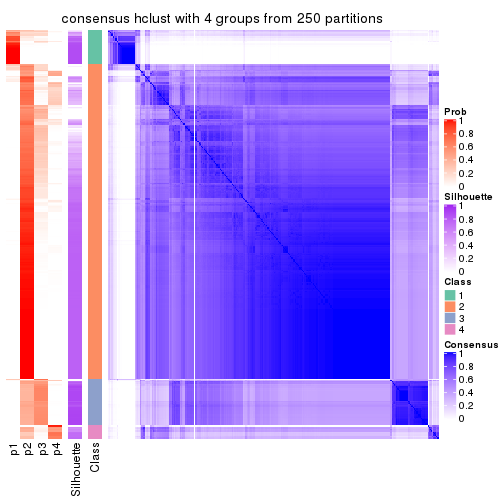 consensus hclust with 4 groups from 250 partitions
Prob
1
0.8
0.6
0.4
0.2
0
Silhouette
1
0.8
0.6
0.4
0.2
0
Class
1
2
3
4
Consensus
1
0.8
0.6
0.4
0.2
0
p1
p2
p3
p4
Silhouette
Class